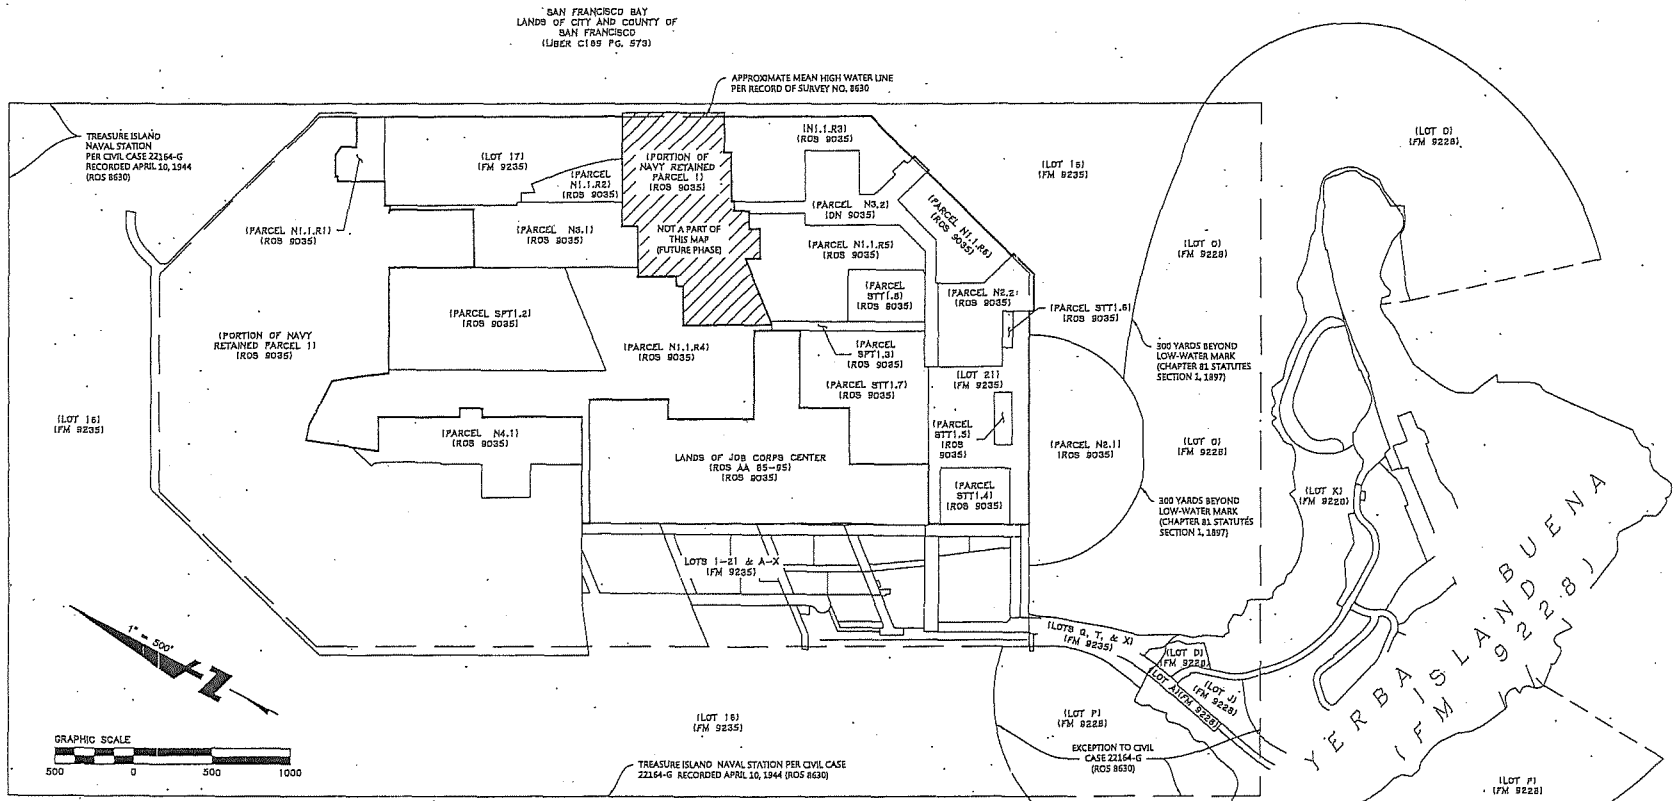 SAN FRANCISCO BAY
LANDS OF CITY AND COUNTY OF
SAN FRANCISCO
(LIBER C189 PG. 573)
APPROXIMATE MEAN HIGH WATER LINE
PER RECORD OF SURVEY NO. 8630
TREASURE ISLAND
NAVAL STATION
PER CIVIL CASE 22164-G
RECORDED APRIL 10, 1944
(ROS 8630)
(LOT 17)
(FM 9235)
(PARCEL
N1.1.R2)
(ROS 9035)
(PORTION OF
NAVY RETAINED
PARCEL 1)
(ROS 9035)
NOT A PART OF
THIS MAP
(FUTURE PHASE)
(N1.1.R3)
(ROS 9035)
(LOT 16)
(FM 9235)
(LOT O)
(FM 9228)
(PARCEL N1.1.R1)
(ROS 9035)
(PARCEL N3.1)
(ROS 9035)
(PARCEL N3.2)
(DN 9035)
(PARCEL N1.1.R6)
(ROS 9035)
(PARCEL N1.1.R5)
(ROS 9035)
(LOT O)
(FM 9228)
(PARCEL
STT1.8)
(ROS 9035)
(PARCEL N2.2)
(ROS 9035)
(PARCEL STT1.6)
(ROS 9035)
(PARCEL SPT1.2)
(ROS 9035)
(PORTION OF NAVY
RETAINED PARCEL 1)
(ROS 9035)
(PARCEL N1.1.R4)
(ROS 9035)
(PARCEL
SPT1.3)
(ROS 9035)
300 YARDS BEYOND
LOW-WATER MARK
(CHAPTER 81 STATUTES
SECTION 1, 1897)
(PARCEL STT1.7)
(ROS 9035)
(LOT 21)
(FM 9235)
(LOT 16)
(FM 9235)
(PARCEL N4.1)
(ROS 9035)
(PARCEL
STT1.5)
(ROS
9035)
(PARCEL N2.1)
(ROS 9035)
(LOT O)
(FM 9228)
LANDS OF JOB CORPS CENTER
(ROS AA 85-95)
(ROS 9035)
(PARCEL
STT1.4)
(ROS 9035)
300 YARDS BEYOND
LOW-WATER MARK
(CHAPTER 81 STATUTES
SECTION 1, 1897)
(LOT K)
(FM 9228)
LOTS 1-21 & A-X
(FM 9235)
YERBA BUENA
ISLAND
(FM 9228)
(LOTS Q, T, & X)
(FM 9235)
(LOT D)
(FM 9228)
(LOT A)(FM 9228)
(LOT J)
(FM 9228)
1" = 500'
(LOT 16)
(FM 9235)
(LOT P)
(FM 9228)
GRAPHIC SCALE
500 0 500 1000
EXCEPTION TO CIVIL
CASE 22164-G
(ROS 8630)
TREASURE ISLAND NAVAL STATION PER CIVIL CASE
22164-G RECORDED APRIL 10, 1944 (ROS 8630)
(LOT P)
(FM 9228)